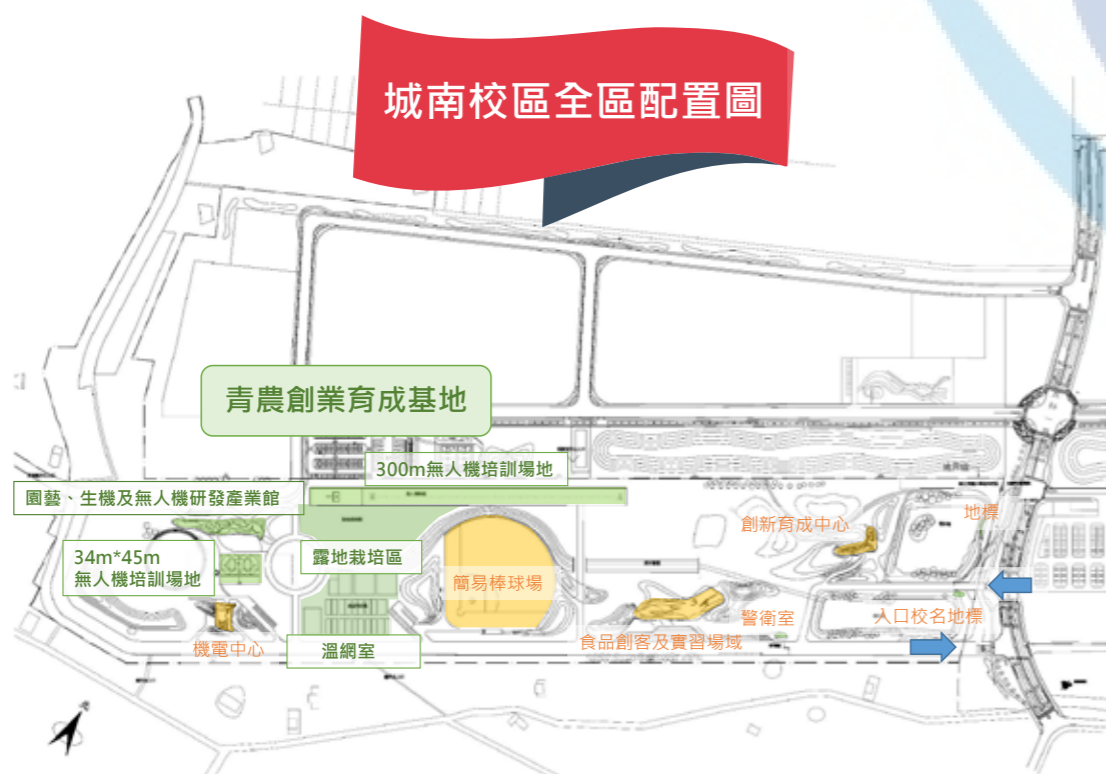 城南校區全區配置圖
青農創業育成基地
300m無人機培訓場地
園藝、生機及無人機研發產業館
創新育成中心
地標
34m*45m
無人機培訓場地
露地栽培區
簡易棒球場
警衛室
入口校名地標
機電中心
溫網室
食品創客及實習場域
北